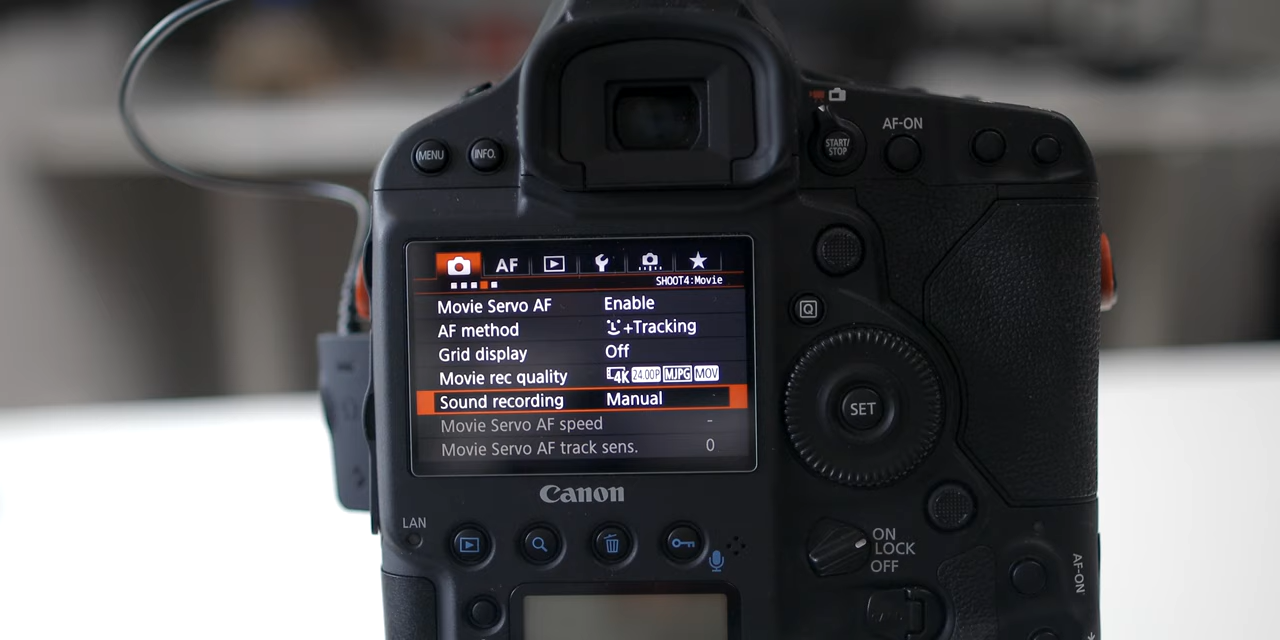 MENU
INFO.
START/
STOP
AF-ON
AF
SHOOT4:Movie
Movie Servo AF Enable
AF method +Tracking
Grid display Off
Movie rec quality 4K 24.00P MJPG MOV
Sound recording Manual
Movie Servo AF speed -
Movie Servo AF track sens. 0
Q
SET
Canon
LAN
ON
LOCK
OFF
AF-ON